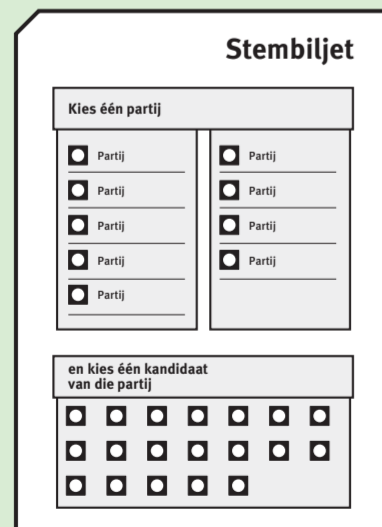 Stembiljet
Kies één partij
Partij
Partij
Partij
Partij
Partij
Partij
Partij
Partij
Partij
en kies één kandidaat
van die partij